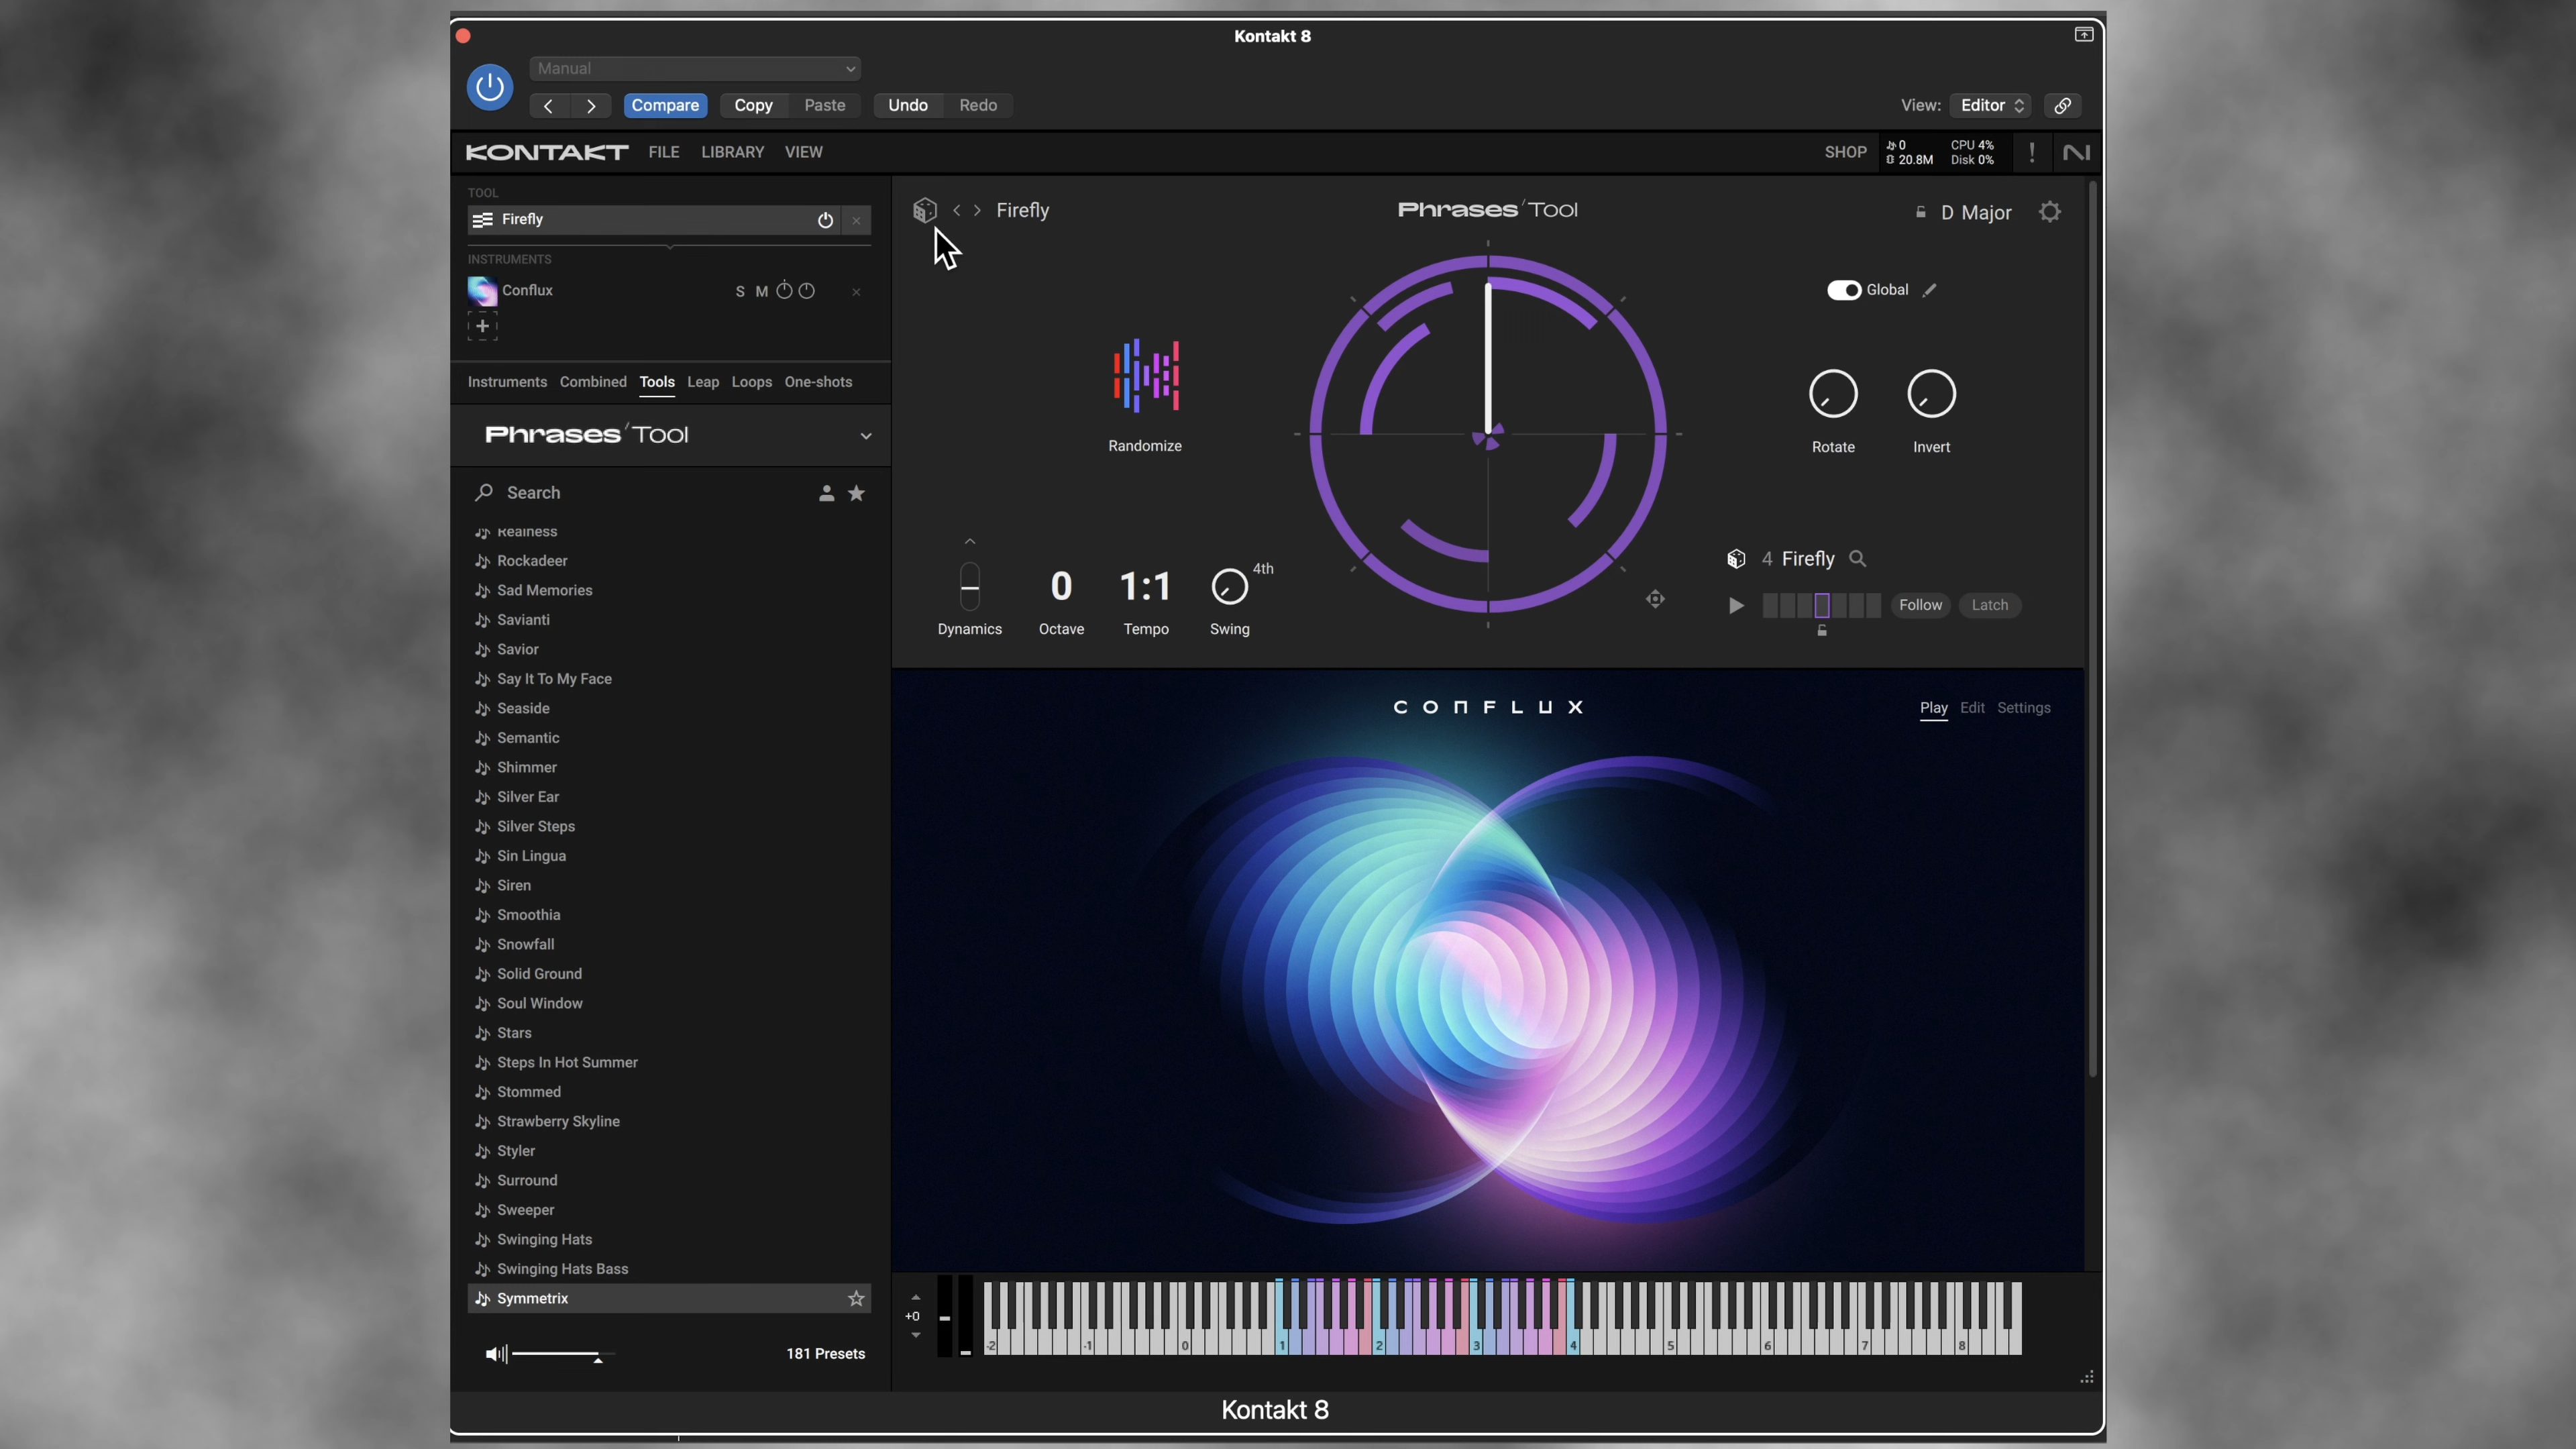 Kontakt 8
Manual
Compare Copy Paste Undo Redo View: Editor
KONTAKT FILE LIBRARY VIEW SHOP 0 CPU 4%
20.8M Disk 0%
TOOL
Firefly
INSTRUMENTS
Conflux S M
Instruments Combined Tools Leap Loops One-shots
Phrases Tool
Search
Realness
Rockadeer
Sad Memories
Savianti
Savior
Say It To My Face
Seaside
Semantic
Shimmer
Silver Ear
Silver Steps
Sin Lingua
Siren
Smoothia
Snowfall
Solid Ground
Soul Window
Stars
Steps In Hot Summer
Stommed
Strawberry Skyline
Styler
Surround
Sweeper
Swinging Hats
Swinging Hats Bass
Symmetrix
181 Presets
Firefly Phrases Tool D Major
Global
Randomize Rotate Invert
4 Firefly
0 1:1 4th
Follow Latch
Dynamics Octave Tempo Swing
CONFLUX Play Edit Settings
+0
-2 -1 0 1 2 3 4 5 6 7 8
Kontakt 8